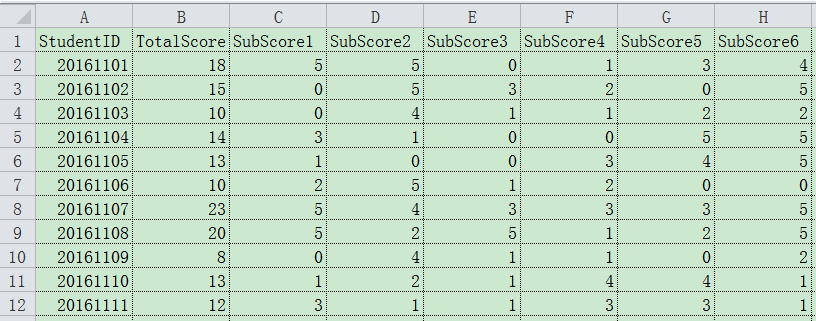 A B C D E F G H
1 StudentID TotalScore SubScore1 SubScore2 SubScore3 SubScore4 SubScore5 SubScore6
2 20161101 18 5 5 0 1 3 4
3 20161102 15 0 5 3 2 0 5
4 20161103 10 0 4 1 1 2 2
5 20161104 14 3 1 0 0 5 5
6 20161105 13 1 0 0 3 4 5
7 20161106 10 2 5 1 2 0 0
8 20161107 23 5 4 3 3 3 5
9 20161108 20 5 2 5 1 2 5
10 20161109 8 0 4 1 1 0 2
11 20161110 13 1 2 1 4 4 1
12 20161111 12 3 1 1 3 3 1